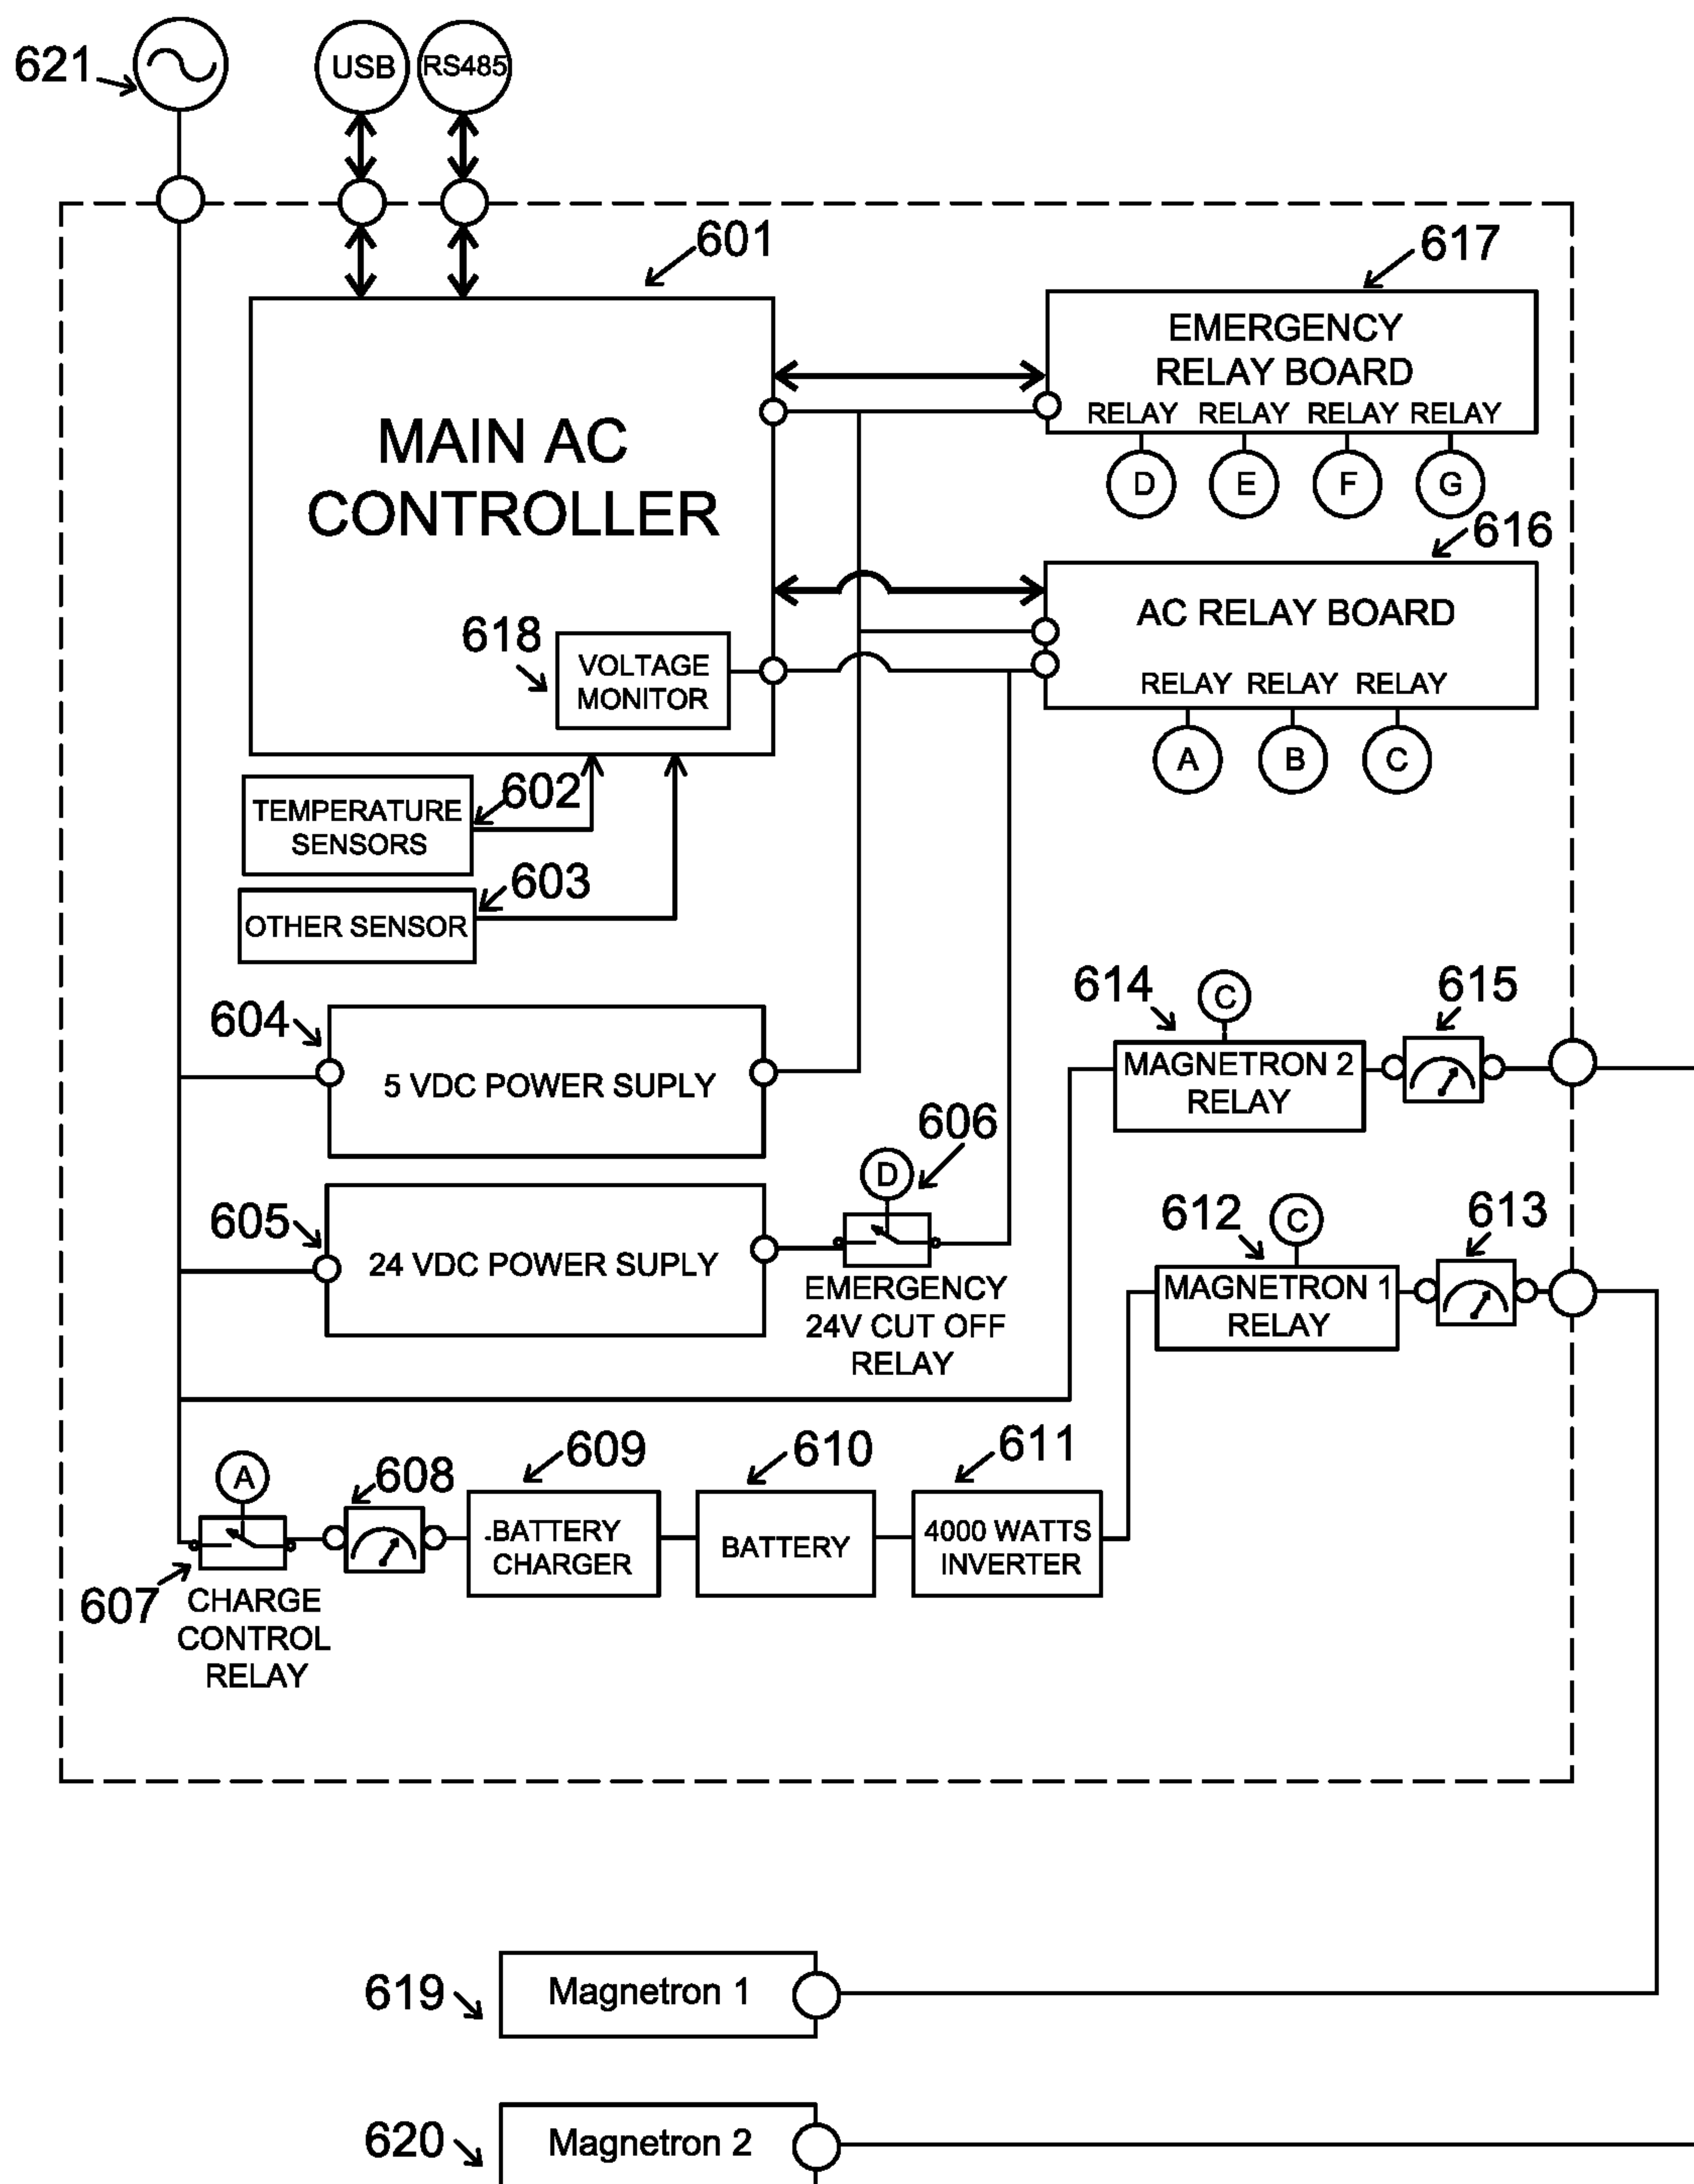 621
USB
RS485
601
617
EMERGENCY
RELAY BOARD
RELAY RELAY RELAY RELAY
D E F G
MAIN AC
CONTROLLER
616
AC RELAY BOARD
RELAY RELAY RELAY
A B C
618
VOLTAGE
MONITOR
602
TEMPERATURE
SENSORS
603
OTHER SENSOR
604
5 VDC POWER SUPLY
614
C
615
MAGNETRON 2
RELAY
606
D
605
24 VDC POWER SUPLY
EMERGENCY
24V CUT OFF
RELAY
612
C
613
MAGNETRON 1
RELAY
A
608
609
610
611
607
CHARGE
CONTROL
RELAY
BATTERY
CHARGER
BATTERY
4000 WATTS
INVERTER
619
Magnetron 1
620
Magnetron 2